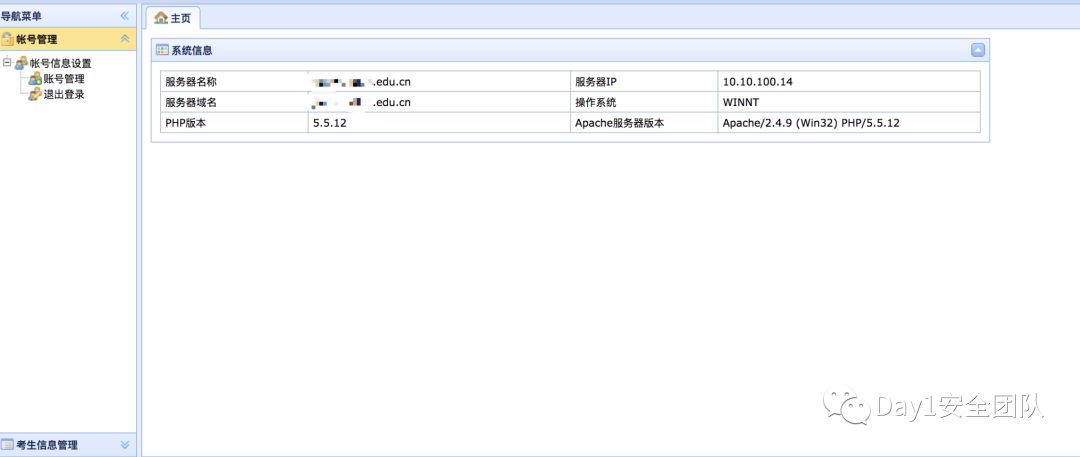 导航菜单
主页
帐号管理
系统信息
帐号信息设置
账号管理
退出登录
服务器名称 .edu.cn 服务器IP 10.10.100.14
服务器域名 .edu.cn 操作系统 WINNT
PHP版本 5.5.12 Apache服务器版本 Apache/2.4.9 (Win32) PHP/5.5.12
Day1安全团队
考生信息管理